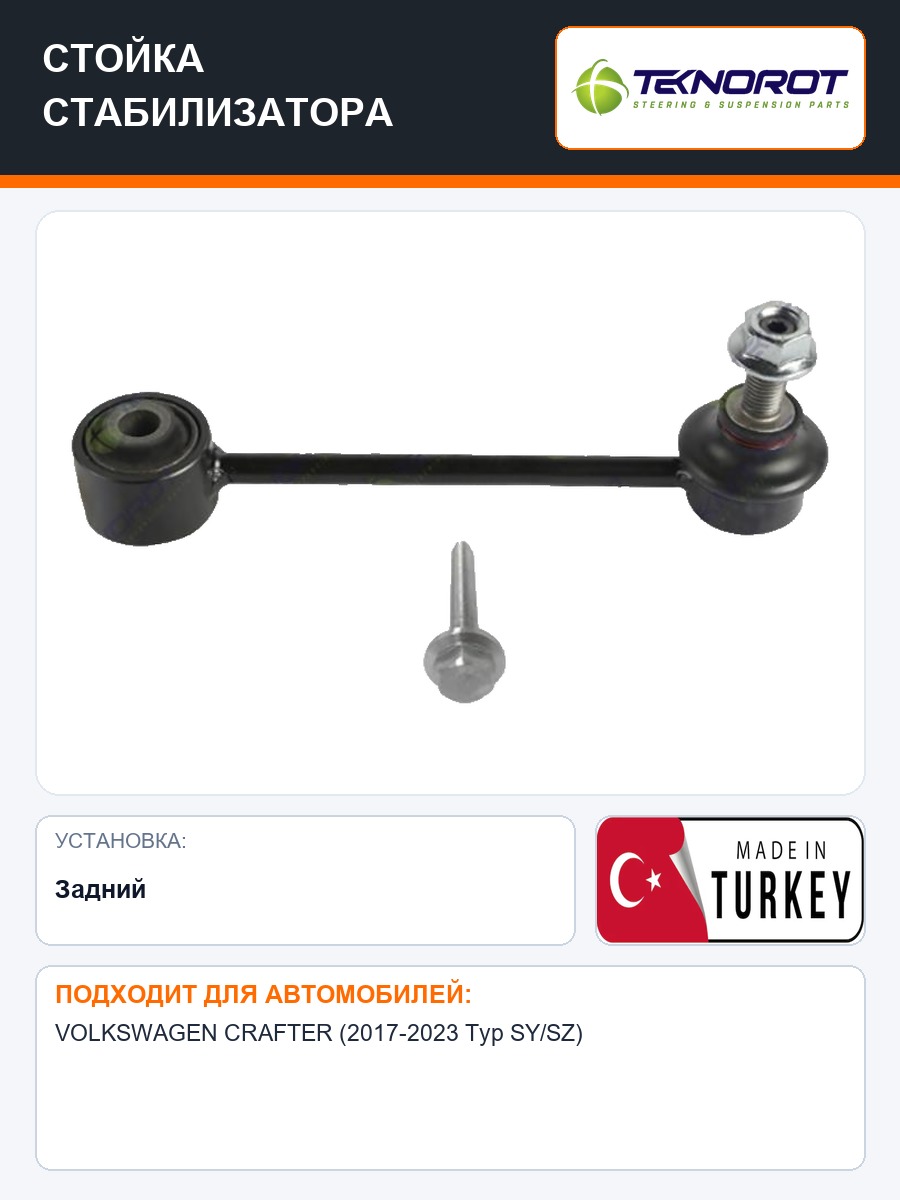 СТОЙКА
СТАБИЛИЗАТОРА
TEKNOROT
STEERING & SUSPENSION PARTS
УСТАНОВКА:
Задний
MADE IN
TURKEY
ПОДХОДИТ ДЛЯ АВТОМОБИЛЕЙ:
VOLKSWAGEN CRAFTER (2017-2023 Typ SY/SZ)